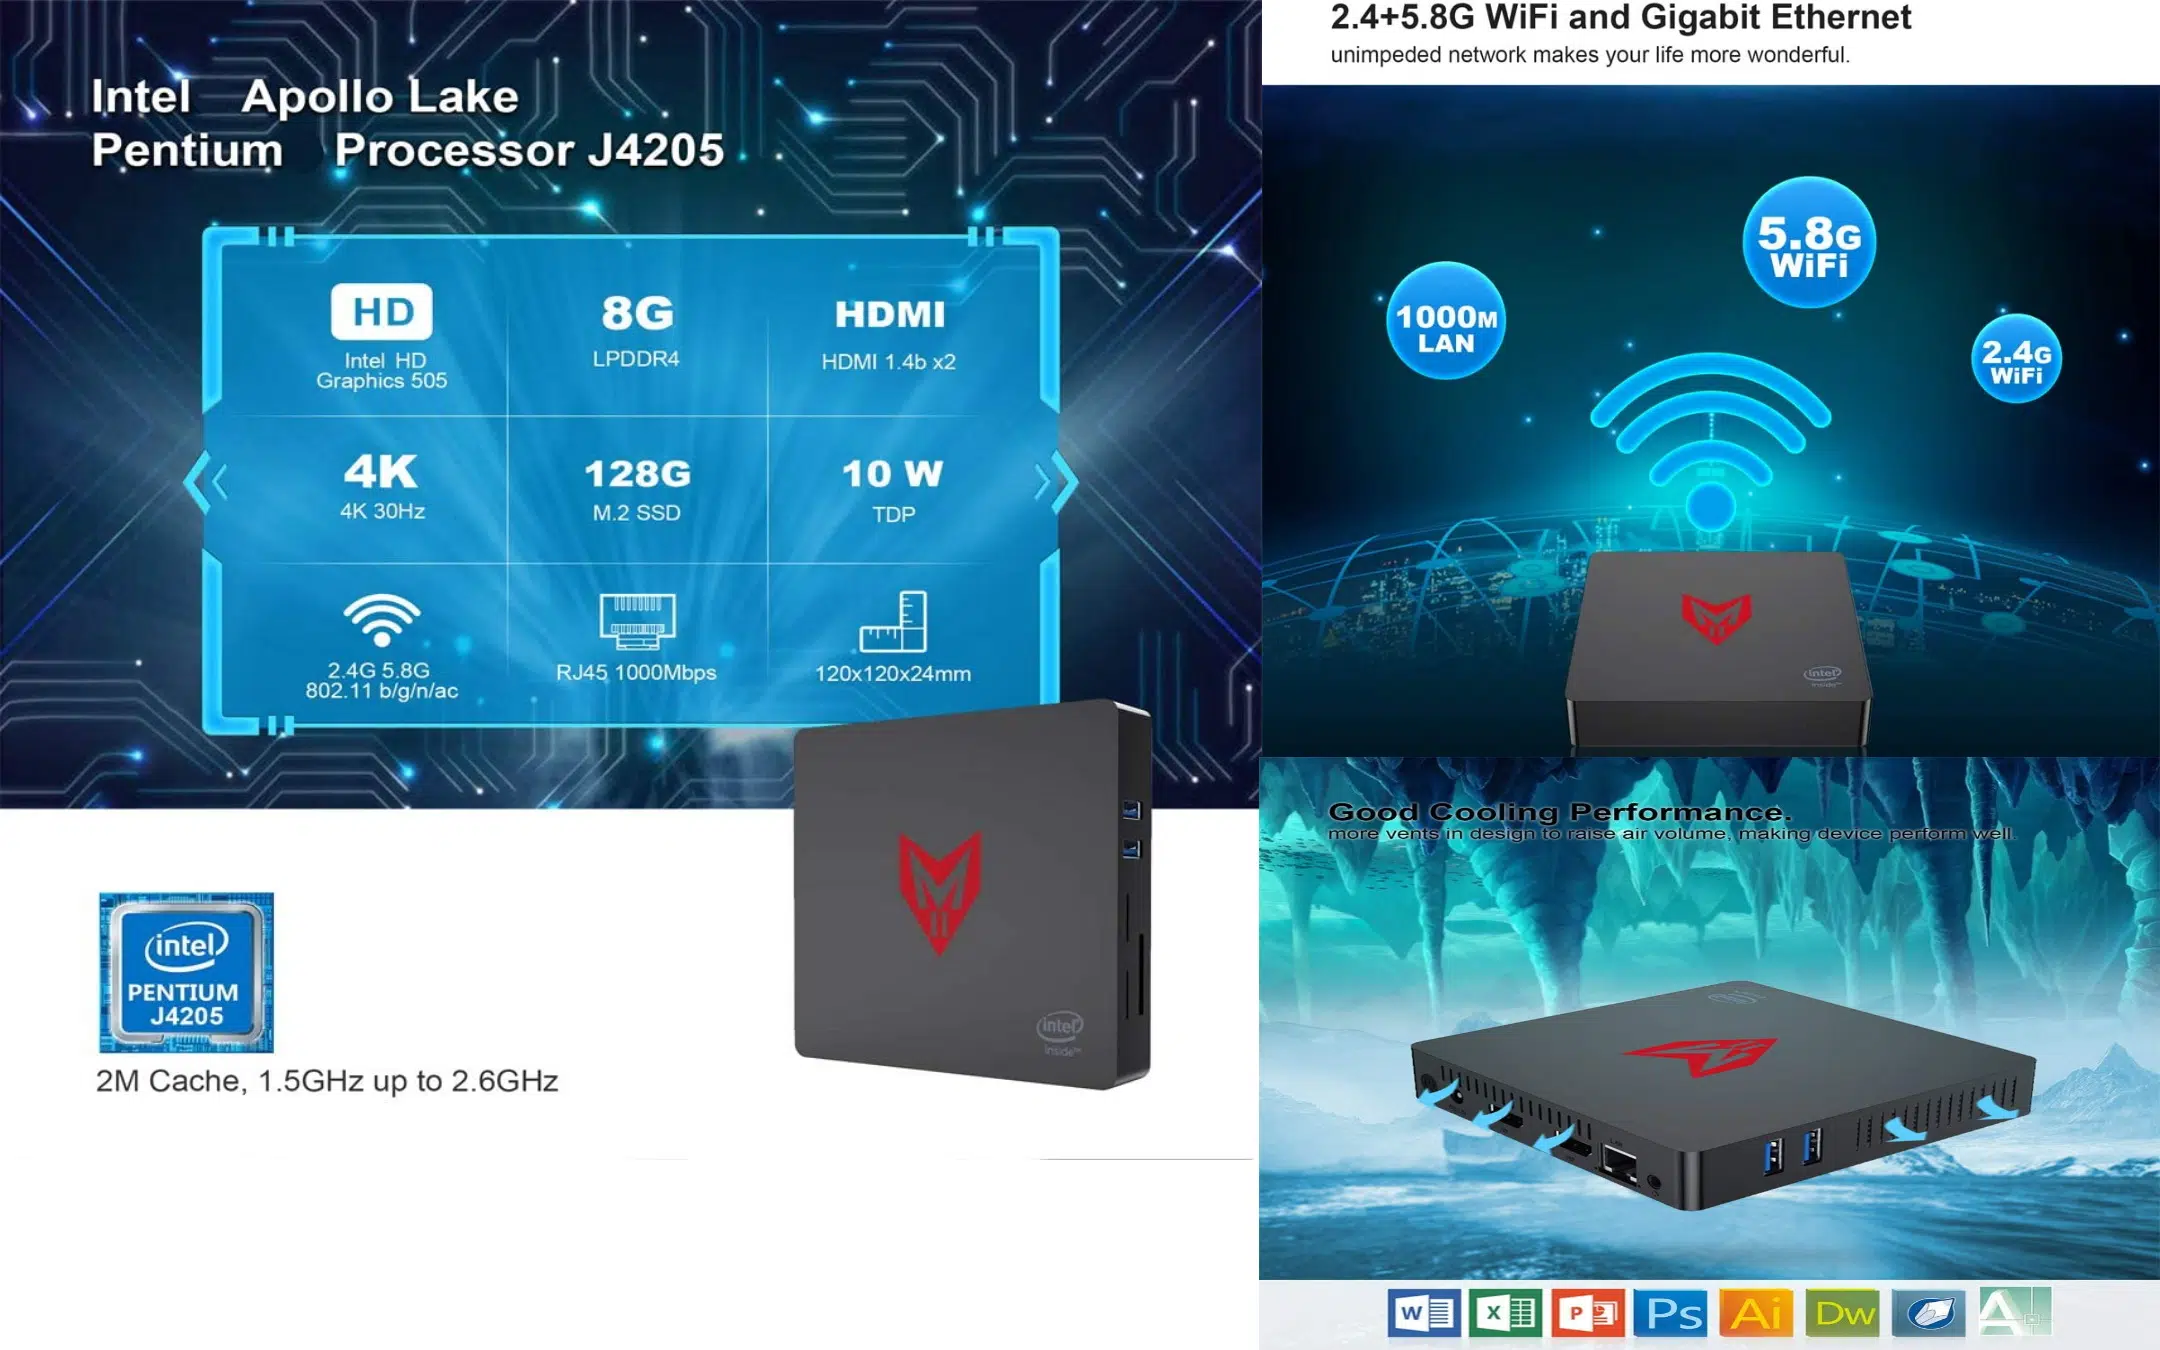 Intel Apollo Lake
Pentium Processor J4205
HD
Intel HD
Graphics 505
8G
LPDDR4
HDMI
HDMI 1.4b x2
4K
4K 30Hz
128G
M.2 SSD
10 W
TDP
2.4G 5.8G
802.11 b/g/n/ac
RJ45 1000Mbps
120x120x24mm
intel
inside™
intel
PENTIUM
J4205
2M Cache, 1.5GHz up to 2.6GHz
2.4+5.8G WiFi and Gigabit Ethernet
unimpeded network makes your life more wonderful.
1000M
LAN
5.8G
WiFi
2.4G
WiFi
intel
inside™
Good Cooling Performance.
more vents in design to raise air volume, making device perform well.
W
X
P
Ps
Ai
Dw
A